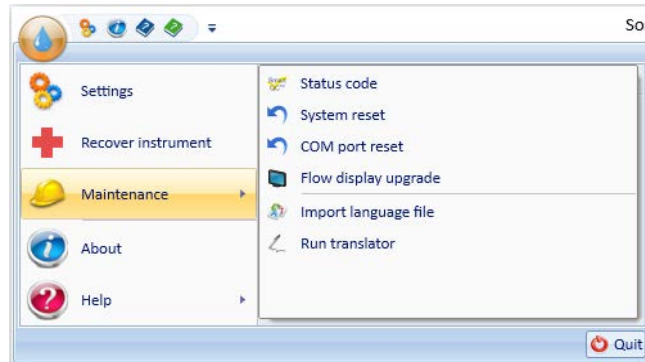 So
Settings
Recover instrument
Maintenance
About
Help
Status code
System reset
COM port reset
Flow display upgrade
Import language file
Run translator
Quit